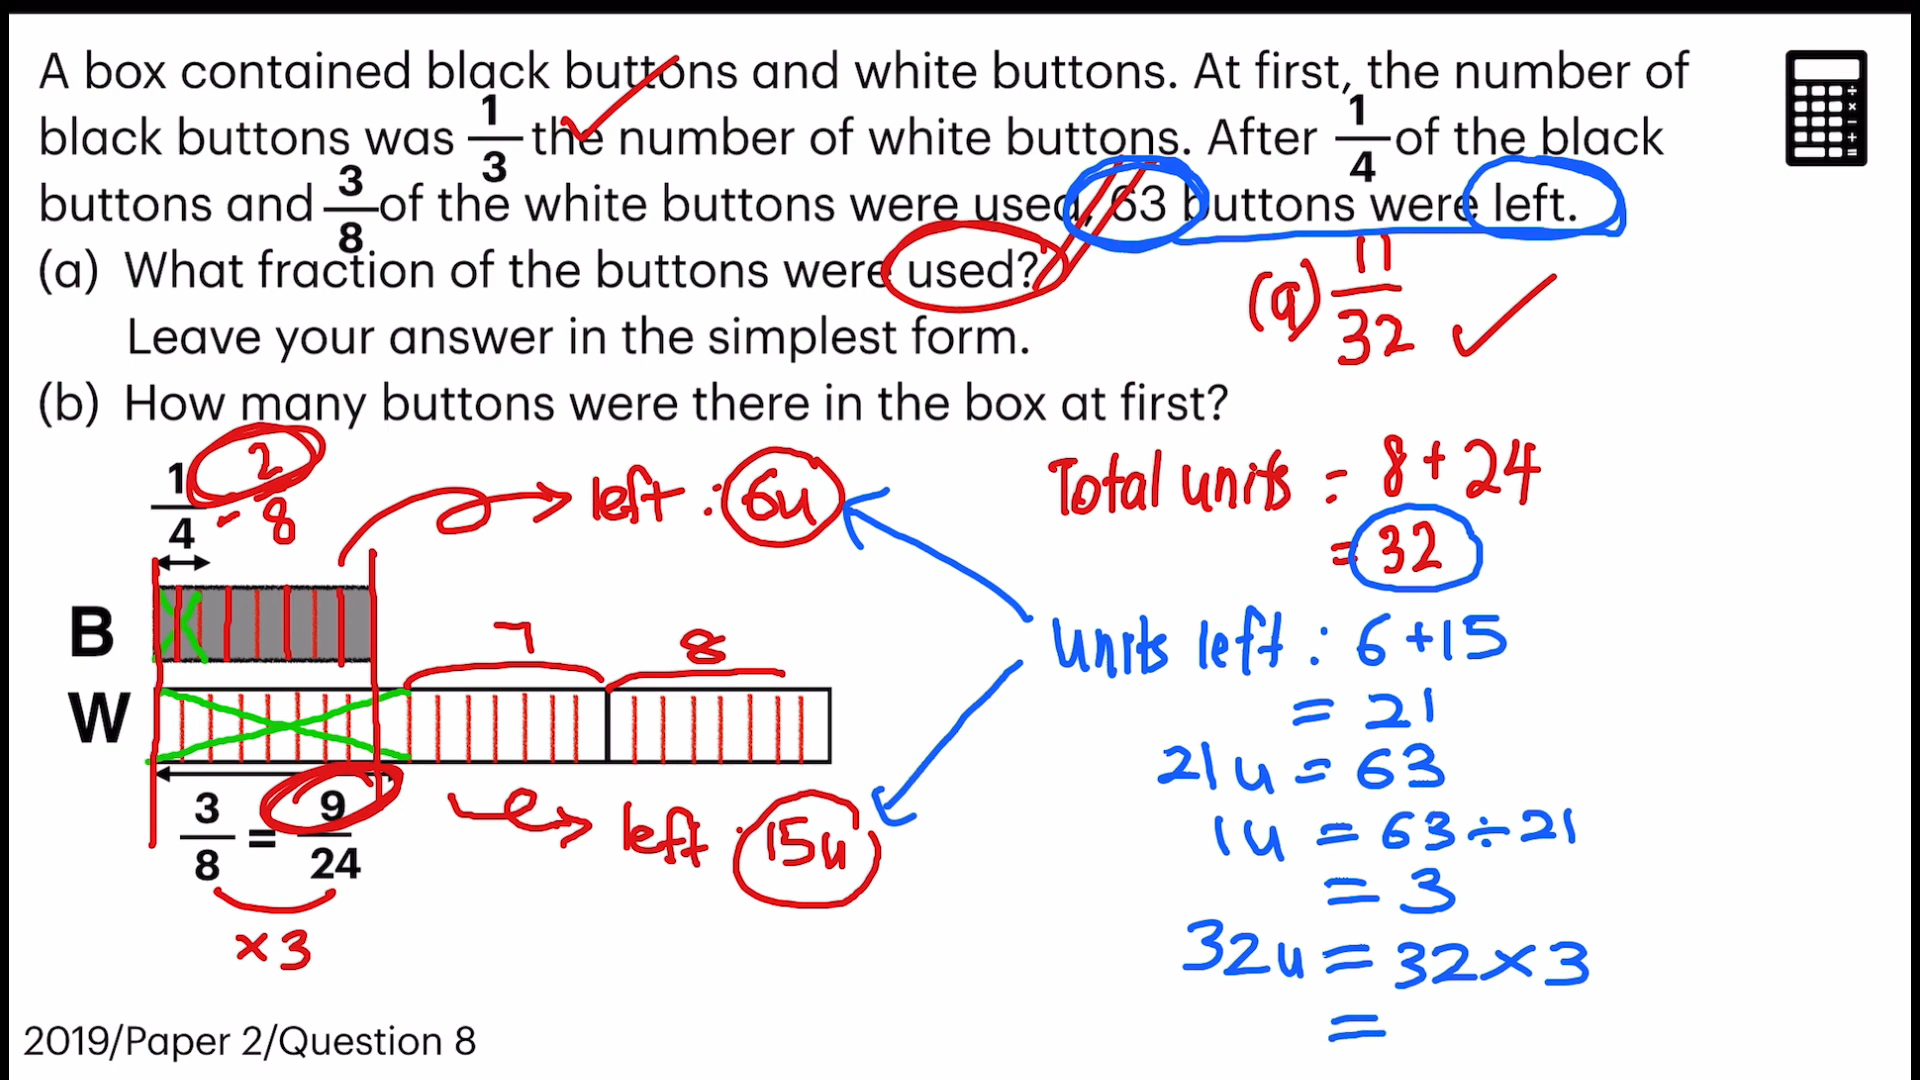 A box contained black buttons and white buttons. At first, the number of
black buttons was 1/3 the number of white buttons. After 1/4 of the black
buttons and 3/8 of the white buttons were used, 63 buttons were left.
(a) What fraction of the buttons were used?
Leave your answer in the simplest form.
(a) 11/32
(b) How many buttons were there in the box at first?
1/4 = 2/8
left : 6u
Total units = 8 + 24
= 32
B
7
8
W
units left : 6 + 15
= 21
21u = 63
3/8 = 9/24
left : 15u
1u = 63 ÷ 21
= 3
×3
32u = 32 × 3
=
2019/Paper 2/Question 8